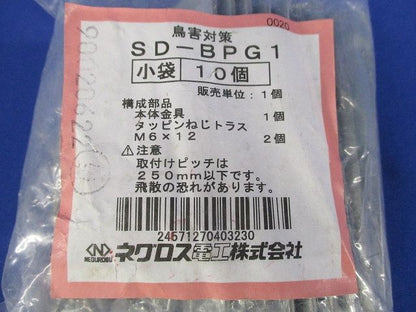 0020
鳥害対策
SD-BPG1
小袋 10個
販売単位:1個
構成部品
本体金具 1個
タッピンねじトラス
M6×12 2個
⚠注意
取付けピッチは
250mm以下です。
飛散の恐れがあります。
24571270403230
N
NEGUROSU
ネグロス電工株式会社